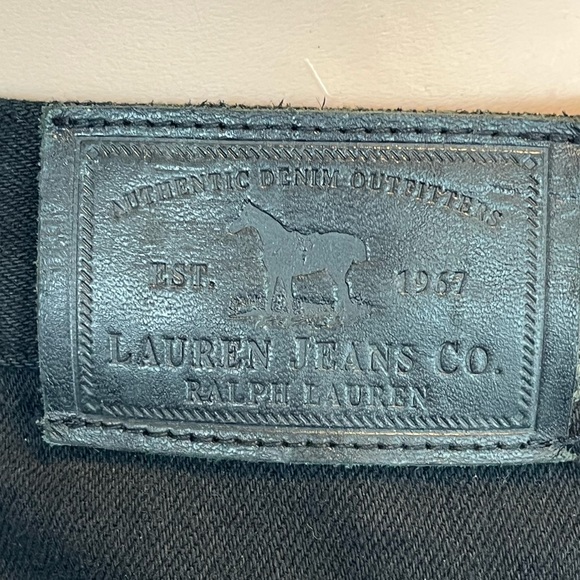 AUTHENTIC DENIM OUTFITTERS
EST. 1967
LAUREN JEANS CO.
RALPH LAUREN